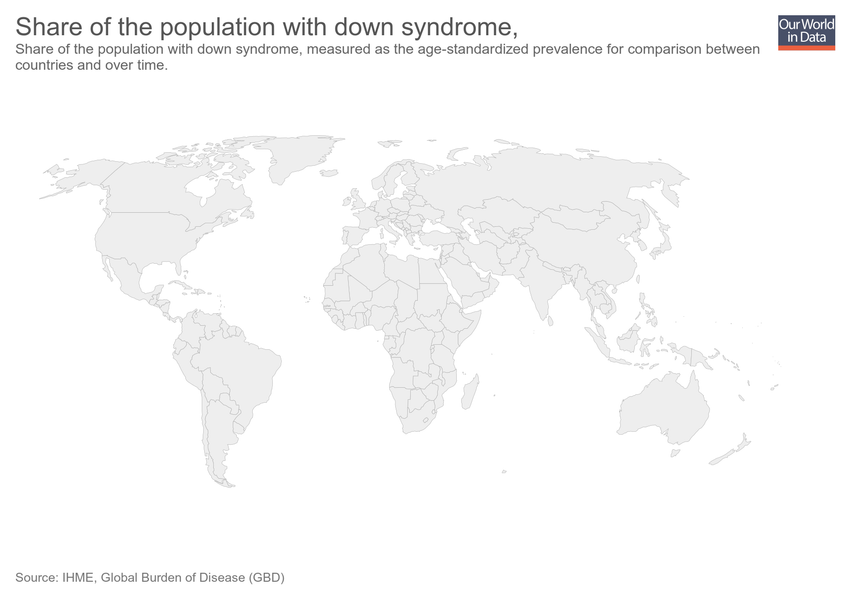 Share of the population with down syndrome,
Share of the population with down syndrome, measured as the age-standardized prevalence for comparison between
countries and over time.
Our World
in Data
Source: IHME, Global Burden of Disease (GBD)